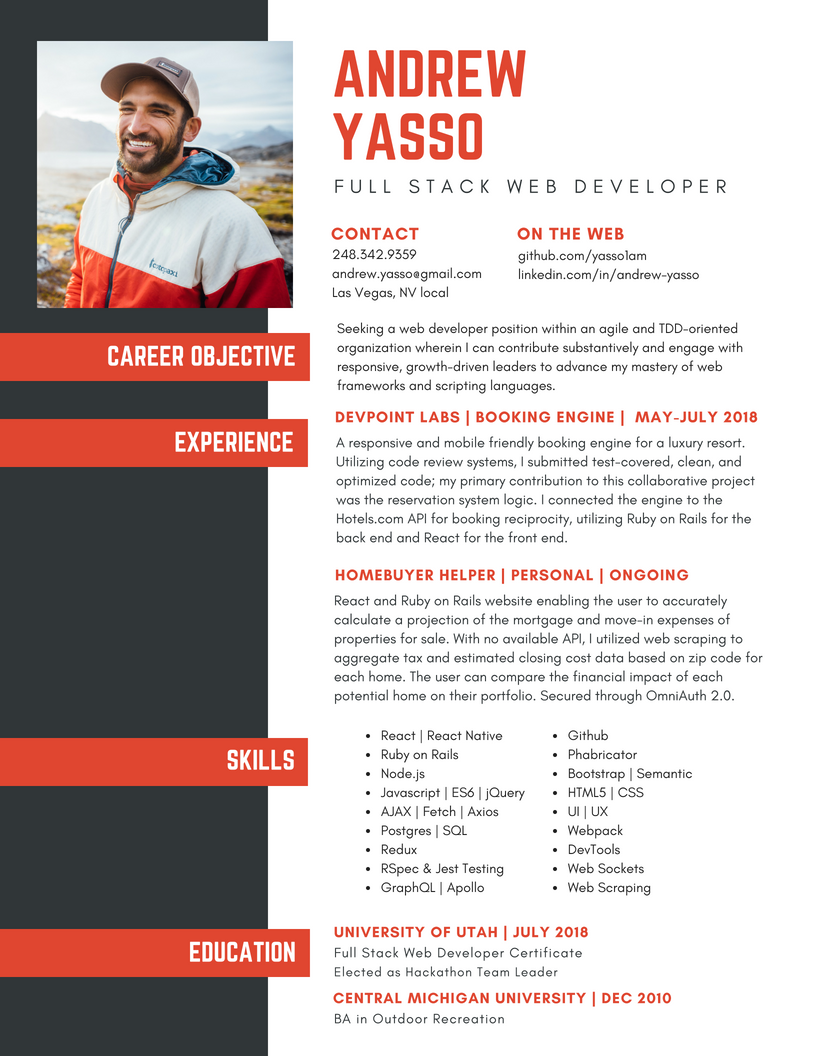 ANDREW
YASSO
FULL STACK WEB DEVELOPER
CONTACT
248.342.9359
andrew.yasso@gmail.com
Las Vegas, NV local
ON THE WEB
github.com/yasso1am
linkedin.com/in/andrew-yasso
cotopaxi
CAREER OBJECTIVE
Seeking a web developer position within an agile and TDD-oriented
organization wherein I can contribute substantively and engage with
responsive, growth-driven leaders to advance my mastery of web
frameworks and scripting languages.
EXPERIENCE
DEVPOINT LABS | BOOKING ENGINE | MAY-JULY 2018
A responsive and mobile friendly booking engine for a luxury resort.
Utilizing code review systems, I submitted test-covered, clean, and
optimized code; my primary contribution to this collaborative project
was the reservation system logic. I connected the engine to the
Hotels.com API for booking reciprocity, utilizing Ruby on Rails for the
back end and React for the front end.
HOMEBUYER HELPER | PERSONAL | ONGOING
React and Ruby on Rails website enabling the user to accurately
calculate a projection of the mortgage and move-in expenses of
properties for sale. With no available API, I utilized web scraping to
aggregate tax and estimated closing cost data based on zip code for
each home. The user can compare the financial impact of each
potential home on their portfolio. Secured through OmniAuth 2.0.
SKILLS
• React | React Native
• Ruby on Rails
• Node.js
• Javascript | ES6 | jQuery
• AJAX | Fetch | Axios
• Postgres | SQL
• Redux
• RSpec & Jest Testing
• GraphQL | Apollo
• Github
• Phabricator
• Bootstrap | Semantic
• HTML5 | CSS
• UI | UX
• Webpack
• DevTools
• Web Sockets
• Web Scraping
EDUCATION
UNIVERSITY OF UTAH | JULY 2018
Full Stack Web Developer Certificate
Elected as Hackathon Team Leader
CENTRAL MICHIGAN UNIVERSITY | DEC 2010
BA in Outdoor Recreation